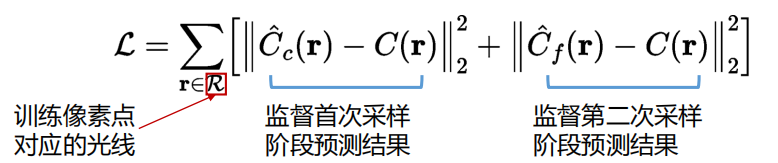 ℒ = ∑_{r∈ℛ} [‖Ĉ_c(r) − C(r)‖₂² + ‖Ĉ_f(r) − C(r)‖₂²]
训练像素点
对应的光线
监督首次采样
阶段预测结果
监督第二次采样
阶段预测结果